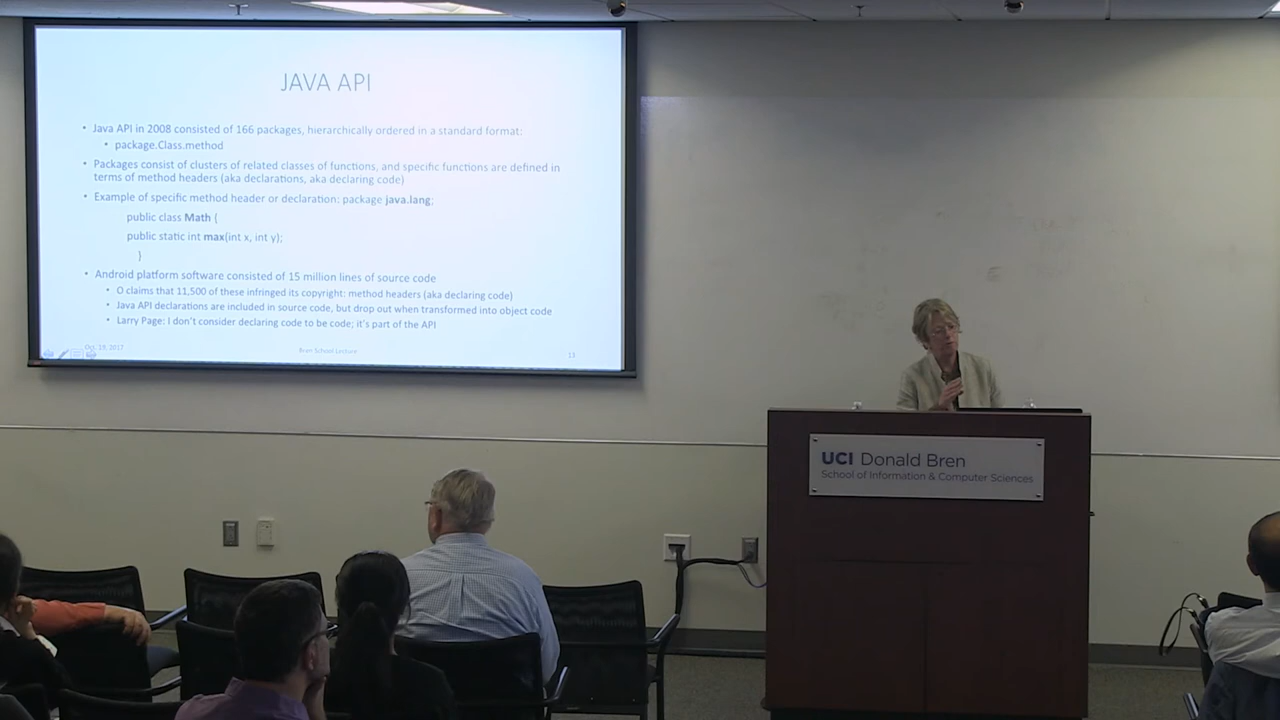 JAVA API
• Java API in 2008 consisted of 166 packages, hierarchically ordered in a standard format:
• package.Class.method
• Packages consist of clusters of related classes of functions, and specific functions are defined in
terms of method headers (aka declarations, aka declaring code)
• Example of specific method header or declaration: package java.lang;
public class Math {
public static int max(int x, int y);
}
• Android platform software consisted of 15 million lines of source code
• O claims that 11,500 of these infringed its copyright: method headers (aka declaring code)
• Java API declarations are included in source code, but drop out when transformed into object code
• Larry Page: I don't consider declaring code to be code; it's part of the API
Oct. 19, 2017
Bren School Lecture
13
UCI Donald Bren
School of Information & Computer Sciences